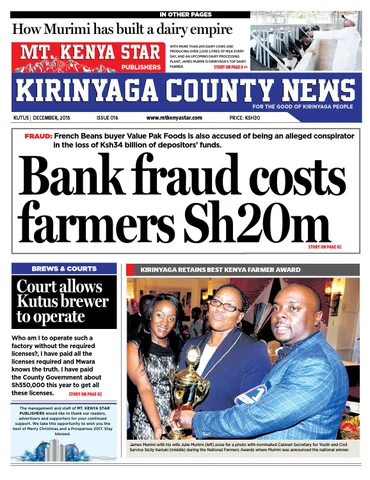 IN OTHER PAGES
How Murimi has built a dairy empire
MT. KENYA STAR
PUBLISHERS
WITH MORE THAN 200 DAIRY COWS AND
PRODUCING OVER 2,000 LITRES OF MILK EVERY
DAY, AND AN UPCOMING DAIRY PROCESSING
PLANT, JAMES MURIMI IS KIRINYAGA'S TOP DAIRY
FARMER.
STORY ON PAGE 8 >>
KIRINYAGA COUNTY NEWS
FOR THE GOOD OF KIRINYAGA PEOPLE
KUTUS | DECEMBER, 2015 ISSUE 016 www.mtkenyastar.com PRICE: KSH30
FRAUD: French Beans buyer Value Pak Foods is also accused of being an alleged conspirator
in the loss of Ksh34 billion of depositors' funds.
Bank fraud costs
farmers Sh20m
STORY ON PAGE 02
BREWS & COURTS
Court allows
Kutus brewer
to operate
Who am I to operate such a
factory without the required
licenses?, I have paid all the
licenses required and Mwara
knows the truth. I have paid
the County Government about
Sh550,000 this year to get all
these licenses.
STORY ON PAGE 02
The management and staff of MT. KENYA STAR
PUBLISHERS would like to thank our readers,
advertisers and supporters for your continued
support. We take this opportunity to wish you the
best of Merry Christmas and a Prosperous 2017. Stay
blessed.
KIRINYAGA RETAINS BEST KENYA FARMER AWARD
James Murimi with his wife Julie Murimi (left) pose for a photo with nominated Cabinet Secretary for Youth and Civil
Service Sicily Kariuki (middle) during the National Farmers Awards where Murimi was announced the national winner.